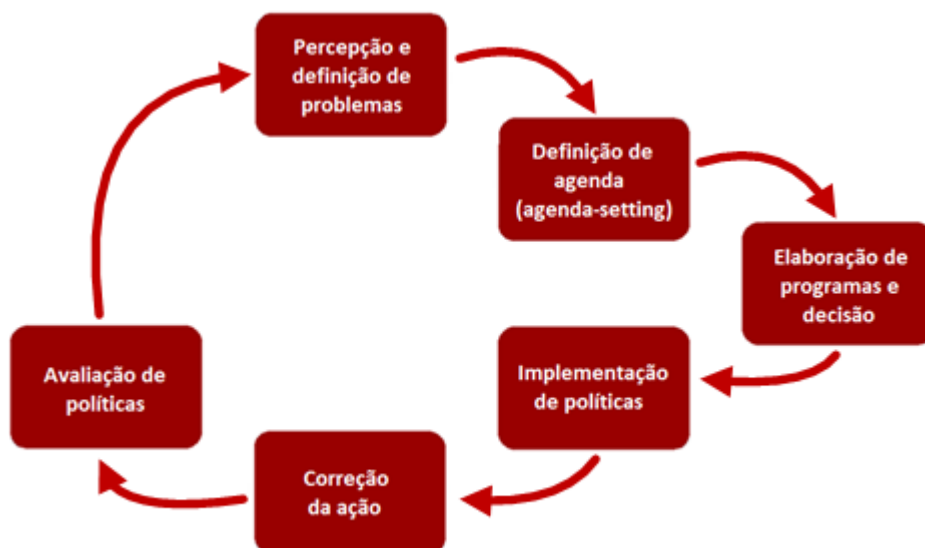 Percepção e
definição de
problemas
Definição de
agenda
(agenda-setting)
Elaboração de
programas e
decisão
Implementação
de políticas
Correção
da ação
Avaliação de
políticas